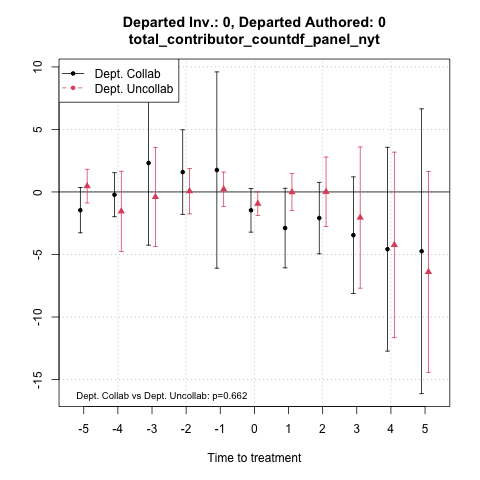 Departed Inv.: 0, Departed Authored: 0
total_contributor_countdf_panel_nyt
Dept. Collab
Dept. Uncollab
10
5
0
-5
-10
-15
Dept. Collab vs Dept. Uncollab: p=0.662
-5 -4 -3 -2 -1 0 1 2 3 4 5
Time to treatment